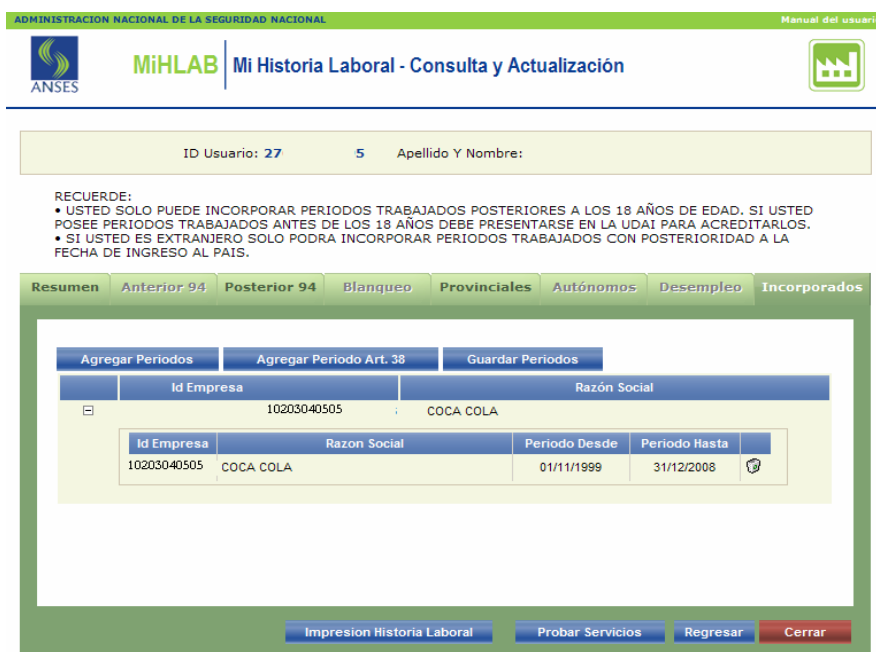 ADMINISTRACION NACIONAL DE LA SEGURIDAD NACIONAL Manual del usuari
ANSES MiHLAB Mi Historia Laboral - Consulta y Actualización
ID Usuario: 27 5 Apellido Y Nombre:
RECUERDE:
• USTED SOLO PUEDE INCORPORAR PERIODOS TRABAJADOS POSTERIORES A LOS 18 AÑOS DE EDAD. SI USTED
POSEE PERIODOS TRABAJADOS ANTES DE LOS 18 AÑOS DEBE PRESENTARSE EN LA UDAI PARA ACREDITARLOS.
• SI USTED ES EXTRANJERO SOLO PODRA INCORPORAR PERIODOS TRABAJADOS CON POSTERIORIDAD A LA
FECHA DE INGRESO AL PAIS.
Resumen Anterior 94 Posterior 94 Blanqueo Provinciales Autónomos Desempleo Incorporados
Agregar Periodos Agregar Periodo Art. 38 Guardar Periodos
Id Empresa Razón Social
10203040505 COCA COLA
Id Empresa Razon Social Periodo Desde Periodo Hasta
10203040505 COCA COLA 01/11/1999 31/12/2008
Impresion Historia Laboral Probar Servicios Regresar Cerrar